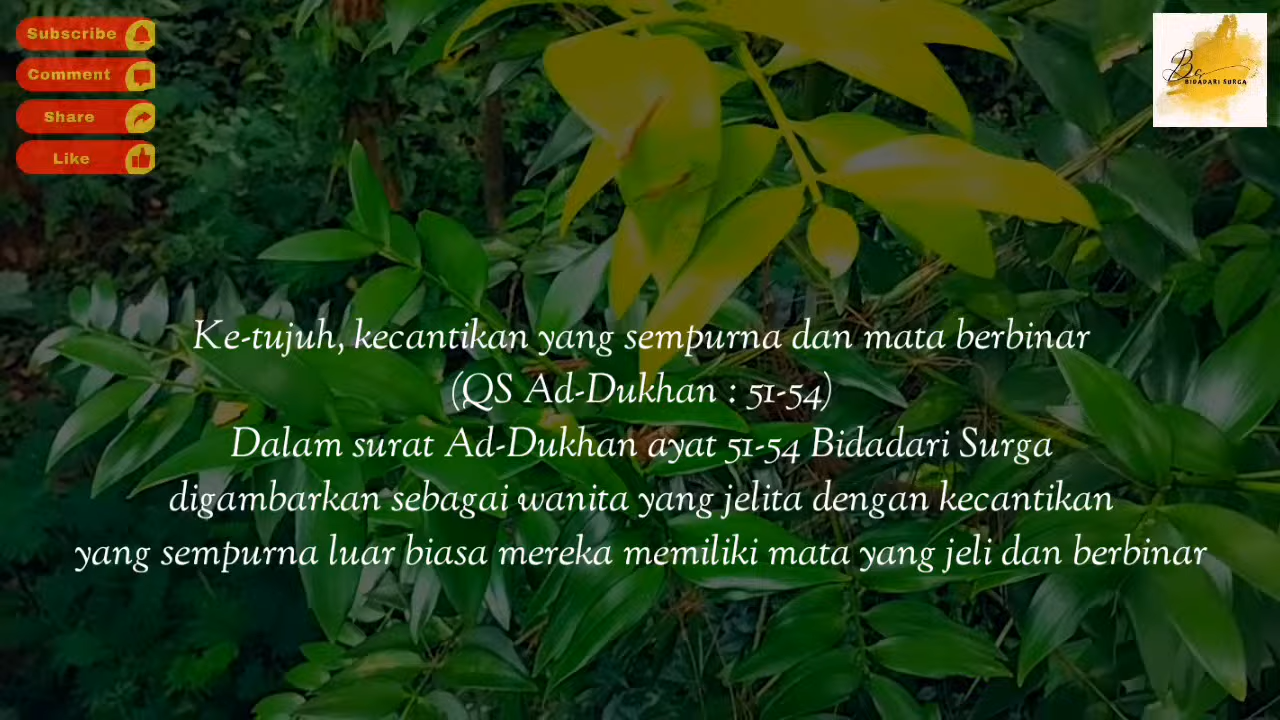 Subscribe
Comment
Share
Like
Bs
BIDADARI SURGA
Ke-tujuh, kecantikan yang sempurna dan mata berbinar
(QS Ad-Dukhan : 51-54)
Dalam surat Ad-Dukhan ayat 51-54 Bidadari Surga
digambarkan sebagai wanita yang jelita dengan kecantikan
yang sempurna luar biasa mereka memiliki mata yang jeli dan berbinar